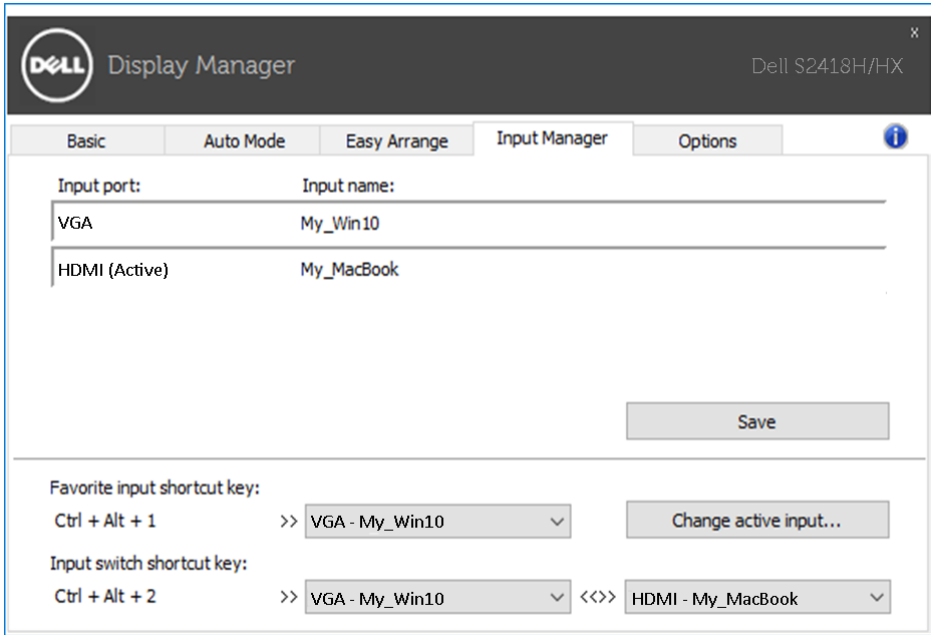 x
DELL Display Manager Dell S2418H/HX
Basic Auto Mode Easy Arrange Input Manager Options i
Input port: Input name:
VGA My_Win10
HDMI (Active) My_MacBook
Save
Favorite input shortcut key:
Ctrl + Alt + 1 >> VGA - My_Win10 Change active input...
Input switch shortcut key:
Ctrl + Alt + 2 >> VGA - My_Win10 <<>> HDMI - My_MacBook